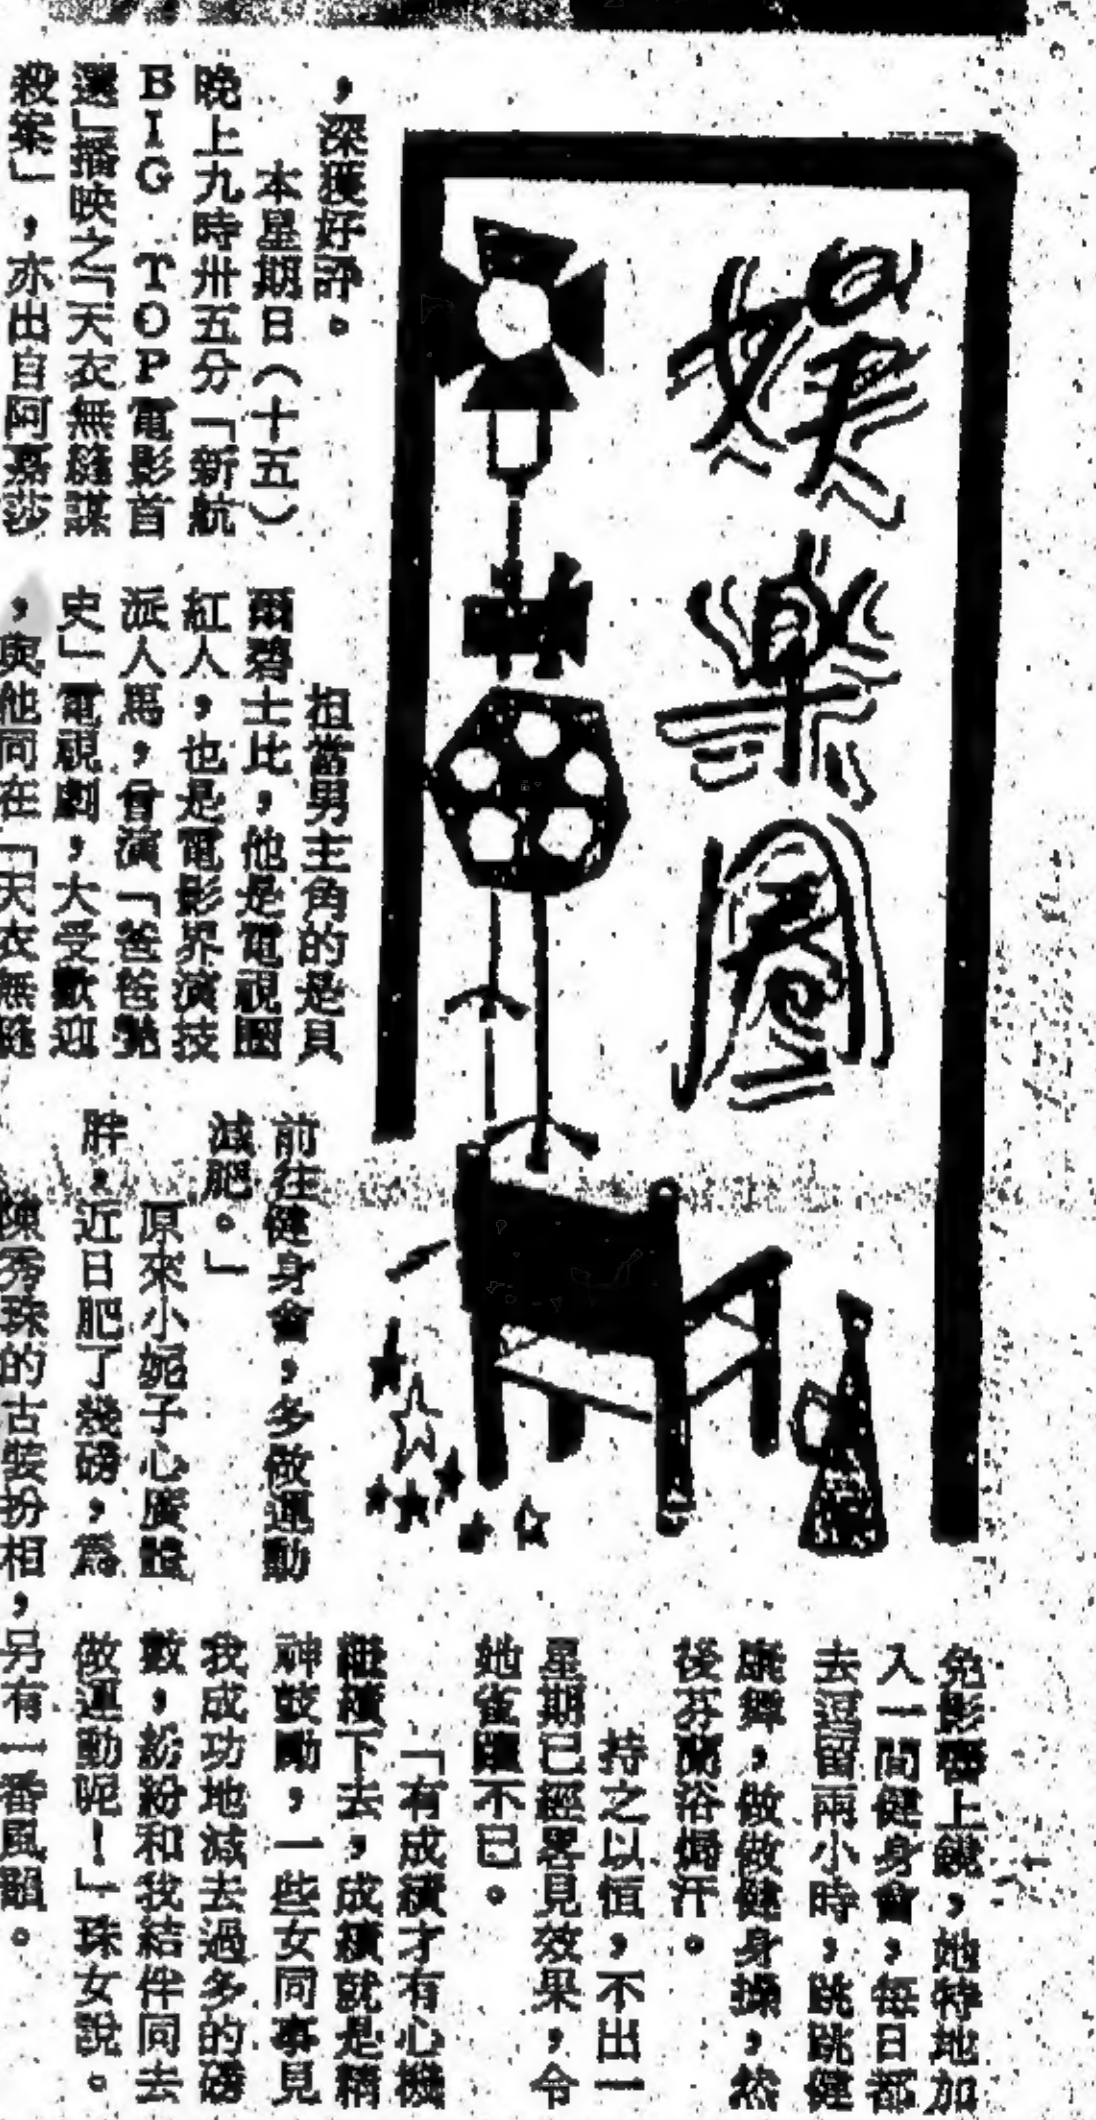 娛樂圈
，深獲好評。
本星期日（十五）
晚上九時卅五分「新航
BIG TOP電影首
選」播映之「天衣無縫謀
殺案」，亦出自阿嘉莎
担當男主角的是貝
爾碧士比，他是電視圈
紅人，也是電影界演技
派人馬，曾演「爸爸艷
史」電視劇，大受歡迎
，與他同在「天衣無縫
前往健身會，多做運動
減肥。」
原來小妮子心廣體
胖，近日肥了幾磅，爲
免影響上鏡，她特地加
入一間健身會，每日都
去逗留兩小時，跳跳健
康舞，做做健身操，然
後芬蘭浴焗汗。
持之以恒，不出一
星期已經畧見效果，令
她雀躍不已。
「有成績才有心機
繼續下去，成績就是精
神鼓勵，一些女同事見
我成功地減去過多的磅
數，紛紛和我結伴同去
做運動呢！」珠女說。
陳秀珠的古裝扮相，另有一番風韻。